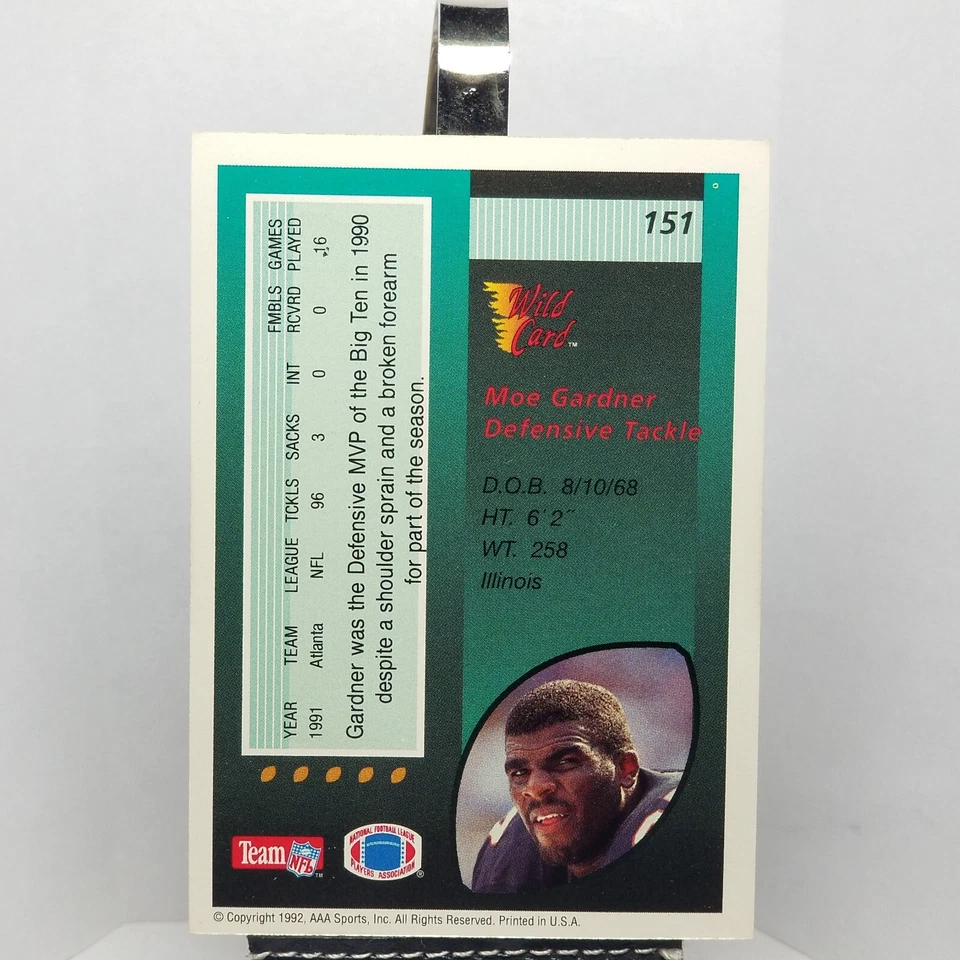 151
Wild
Card™
Moe Gardner
Defensive Tackle
D.O.B. 8/10/68
HT. 6'2"
WT. 258
Illinois
FMBLS GAMES
YEAR TEAM LEAGUE TCKLS SACKS INT RCVRD PLAYED
1991 Atlanta NFL 96 3 0 0 16
Gardner was the Defensive MVP of the Big Ten in 1990
despite a shoulder sprain and a broken forearm
for part of the season.
Team NFL™
NATIONAL FOOTBALL LEAGUE
PLAYERS ASSOCIATION ®
© Copyright 1992, AAA Sports, Inc. All Rights Reserved. Printed in U.S.A.